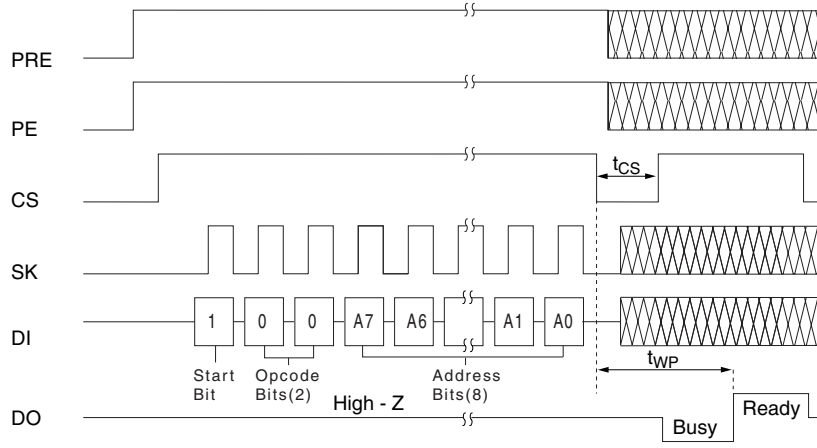 PRE
PE
CS
tCS
SK
DI
1 0 0 A7 A6 A1 A0
Start
Bit
Opcode
Bits(2)
Address
Bits(8)
tWP
DO
High - Z
Busy
Ready